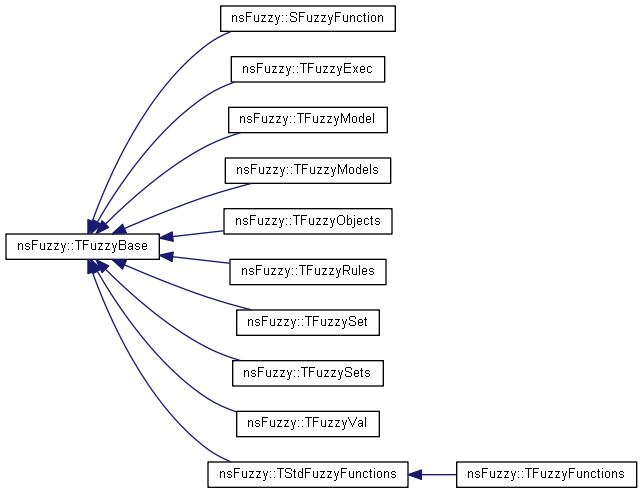 nsFuzzy::SFuzzyFunction
nsFuzzy::TFuzzyExec
nsFuzzy::TFuzzyModel
nsFuzzy::TFuzzyModels
nsFuzzy::TFuzzyObjects
nsFuzzy::TFuzzyBase
nsFuzzy::TFuzzyRules
nsFuzzy::TFuzzySet
nsFuzzy::TFuzzySets
nsFuzzy::TFuzzyVal
nsFuzzy::TStdFuzzyFunctions
nsFuzzy::TFuzzyFunctions